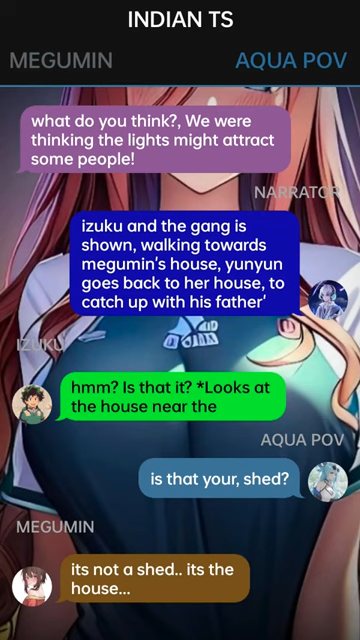 INDIAN TS
MEGUMIN
AQUA POV
what do you think?, We were
thinking the lights might attract
some people!
NARRATOR
izuku and the gang is
shown, walking towards
megumin's house, yunyun
goes back to her house, to
catch up with his father'
IZUKU
hmm? Is that it? *Looks at
the house near the
AQUA POV
is that your, shed?
MEGUMIN
its not a shed.. its the
house...